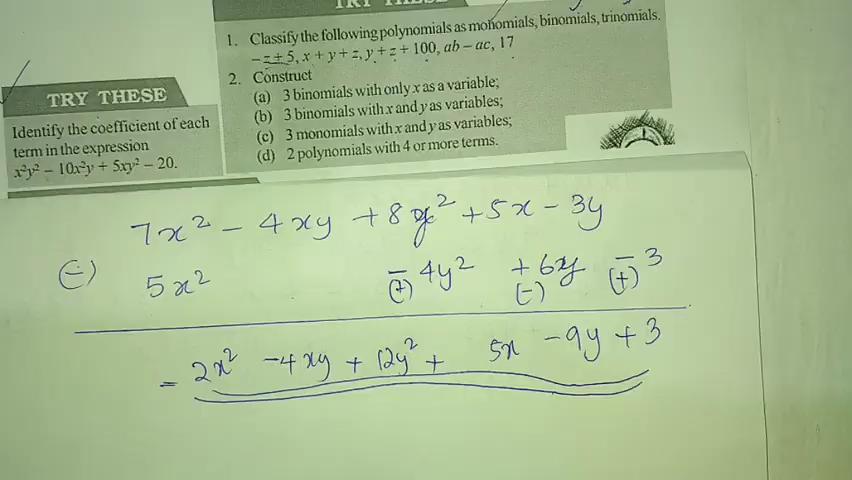 TRY THESE
1. Classify the following polynomials as monomials, binomials, trinomials.
– z + 5, x + y + z, y + z + 100, ab – ac, 17
2. Construct
(a) 3 binomials with only x as a variable;
(b) 3 binomials with x and y as variables;
(c) 3 monomials with x and y as variables;
(d) 2 polynomials with 4 or more terms.
TRY THESE
Identify the coefficient of each
term in the expression
x²y² – 10x²y + 5xy² – 20.
7x² – 4xy + 8y² + 5x – 3y
(–) 5x² – 4y² + 6y – 3
(+) (–) (+)
= 2x² – 4xy + 12y² + 5x – 9y + 3